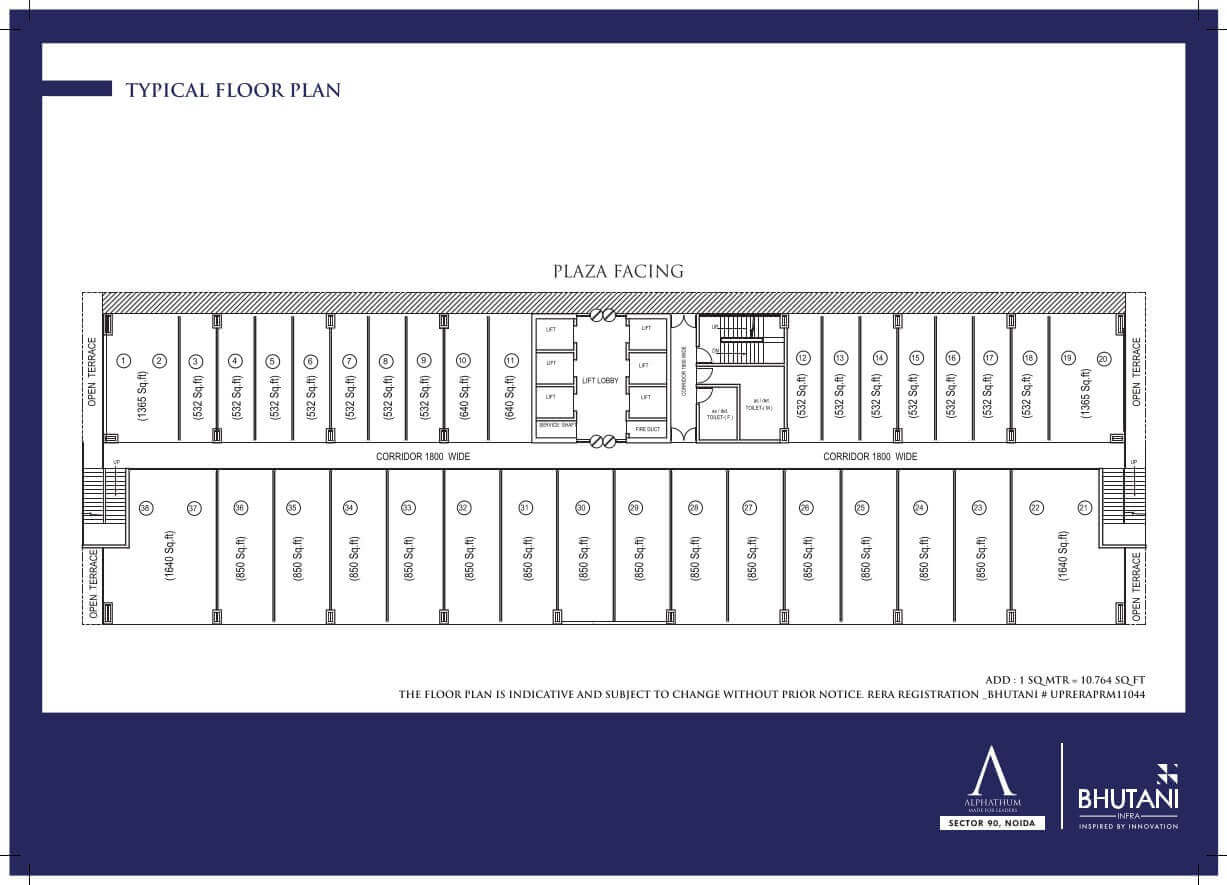 TYPICAL FLOOR PLAN
PLAZA FACING
OPEN TERRACE
1 2 3 4 5 6 7 8 9 10 11
(1365 Sq.ft) (532 Sq.ft) (532 Sq.ft) (532 Sq.ft) (532 Sq.ft) (532 Sq.ft) (532 Sq.ft) (532 Sq.ft) (640 Sq.ft) (640 Sq.ft)
LIFT
LIFT
LIFT
SERVICE SHAFT
LIFT LOBBY
LIFT
LIFT
LIFT
FIRE DUCT
CORRIDOR 1800 WIDE
UP
DN
TOILET-( F )
TOILET-( M )
12 13 14 15 16 17 18 19 20
(532 Sq.ft) (532 Sq.ft) (532 Sq.ft) (532 Sq.ft) (532 Sq.ft) (532 Sq.ft) (532 Sq.ft) (1365 Sq.ft)
OPEN TERRACE
CORRIDOR 1800 WIDE
CORRIDOR 1800 WIDE
UP
UP
38 37 36 35 34 33 32 31 30 29 28 27 26 25 24 23 22 21
(1640 Sq.ft) (850 Sq.ft) (850 Sq.ft) (850 Sq.ft) (850 Sq.ft) (850 Sq.ft) (850 Sq.ft) (850 Sq.ft) (850 Sq.ft) (850 Sq.ft) (850 Sq.ft) (850 Sq.ft) (850 Sq.ft) (850 Sq.ft) (850 Sq.ft) (1640 Sq.ft)
OPEN TERRACE
OPEN TERRACE
ADD : 1 SQ MTR = 10.764 SQ FT
THE FLOOR PLAN IS INDICATIVE AND SUBJECT TO CHANGE WITHOUT PRIOR NOTICE. RERA REGISTRATION _BHUTANI # UPRERAPRM11044
ALPHATHUM
MADE FOR LEADERS
SECTOR 90, NOIDA
BHUTANI
INFRA
INSPIRED BY INNOVATION